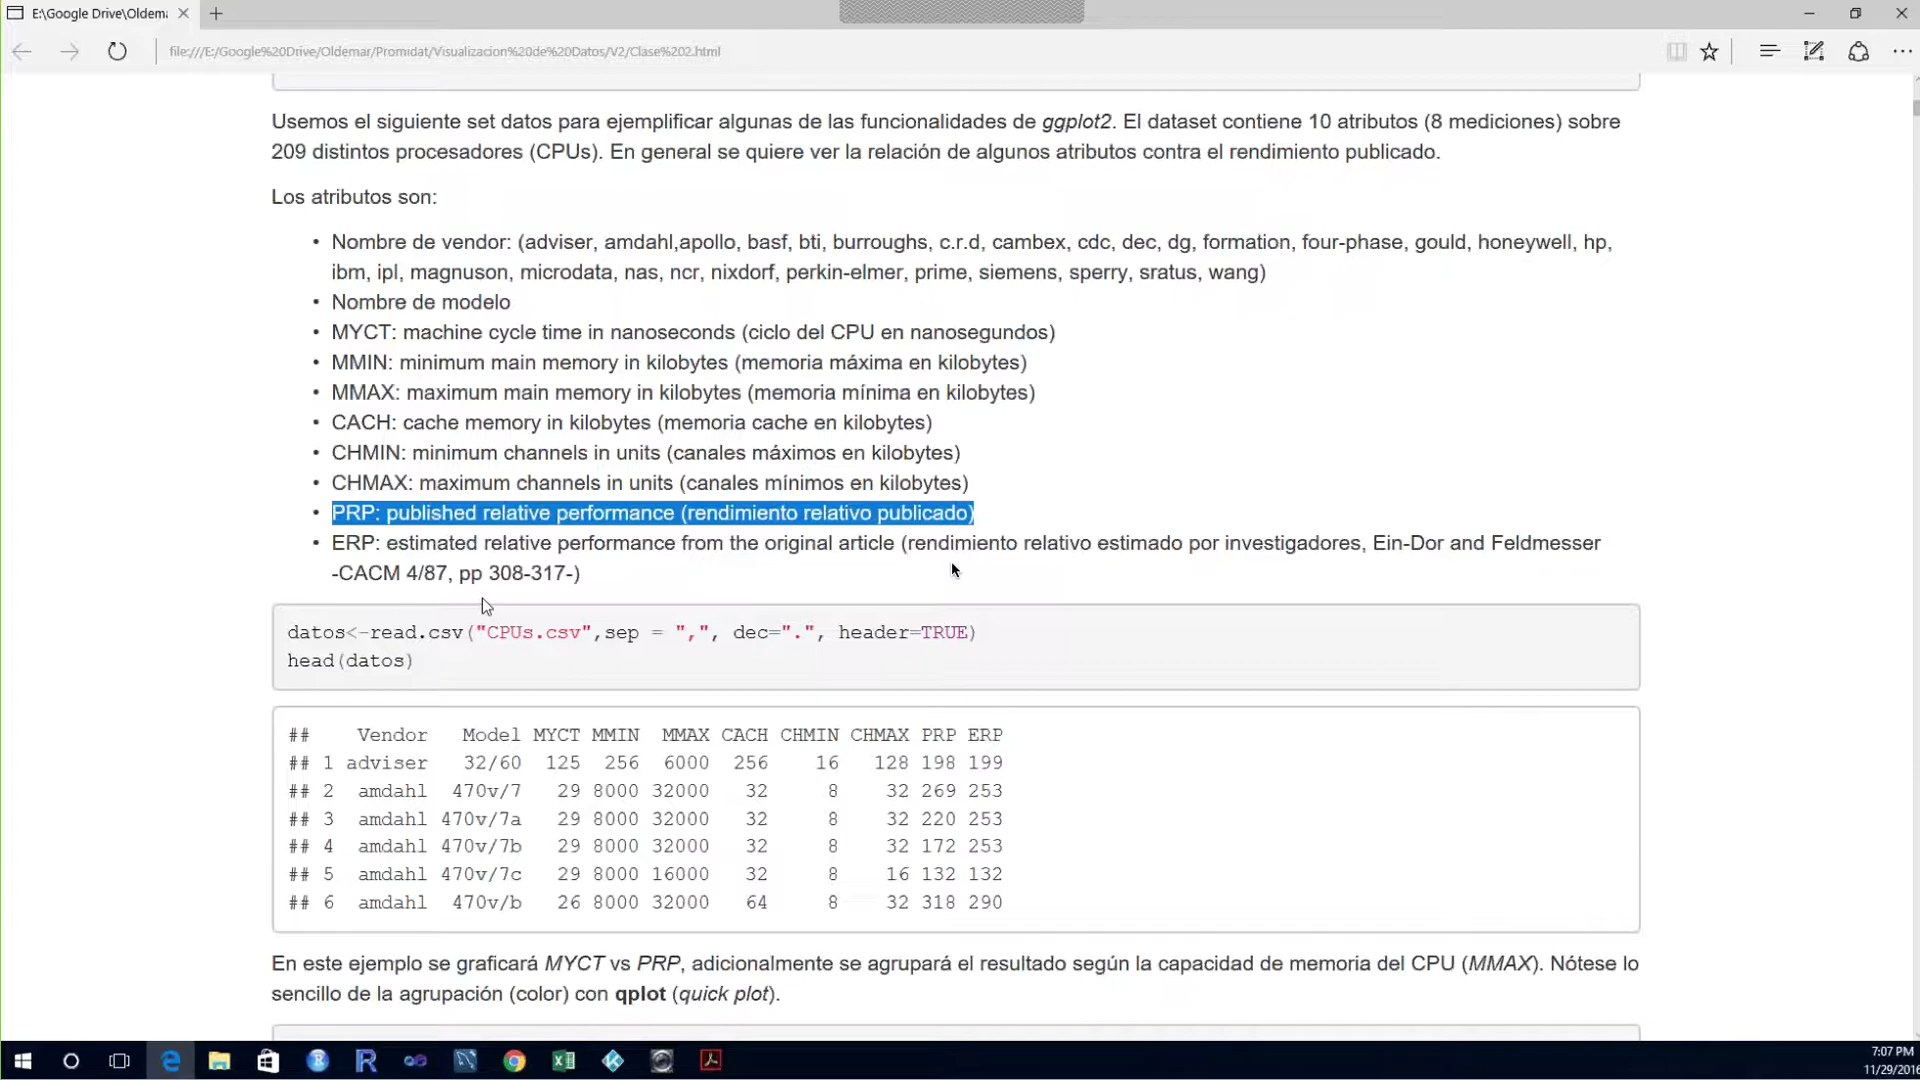 E:\Google Drive\Oldema
file:///E:/Google%20Drive/Oldemar/Promidat/Visualizacion%20de%20Datos/V2/Clase%202.html
Usemos el siguiente set datos para ejemplificar algunas de las funcionalidades de ggplot2. El dataset contiene 10 atributos (8 mediciones) sobre
209 distintos procesadores (CPUs). En general se quiere ver la relación de algunos atributos contra el rendimiento publicado.
Los atributos son:
• Nombre de vendor: (adviser, amdahl,apollo, basf, bti, burroughs, c.r.d, cambex, cdc, dec, dg, formation, four-phase, gould, honeywell, hp,
ibm, ipl, magnuson, microdata, nas, ncr, nixdorf, perkin-elmer, prime, siemens, sperry, sratus, wang)
• Nombre de modelo
• MYCT: machine cycle time in nanoseconds (ciclo del CPU en nanosegundos)
• MMIN: minimum main memory in kilobytes (memoria máxima en kilobytes)
• MMAX: maximum main memory in kilobytes (memoria mínima en kilobytes)
• CACH: cache memory in kilobytes (memoria cache en kilobytes)
• CHMIN: minimum channels in units (canales máximos en kilobytes)
• CHMAX: maximum channels in units (canales mínimos en kilobytes)
• PRP: published relative performance (rendimiento relativo publicado)
• ERP: estimated relative performance from the original article (rendimiento relativo estimado por investigadores, Ein-Dor and Feldmesser
-CACM 4/87, pp 308-317-)
datos<-read.csv("CPUs.csv",sep = ",", dec=".", header=TRUE)
head(datos)
## Vendor Model MYCT MMIN MMAX CACH CHMIN CHMAX PRP ERP
## 1 adviser 32/60 125 256 6000 256 16 128 198 199
## 2 amdahl 470v/7 29 8000 32000 32 8 32 269 253
## 3 amdahl 470v/7a 29 8000 32000 32 8 32 220 253
## 4 amdahl 470v/7b 29 8000 32000 32 8 32 172 253
## 5 amdahl 470v/7c 29 8000 16000 32 8 16 132 132
## 6 amdahl 470v/b 26 8000 32000 64 8 32 318 290
En este ejemplo se graficará MYCT vs PRP, adicionalmente se agrupará el resultado según la capacidad de memoria del CPU (MMAX). Nótese lo
sencillo de la agrupación (color) con qplot (quick plot).
7:07 PM
11/29/2016